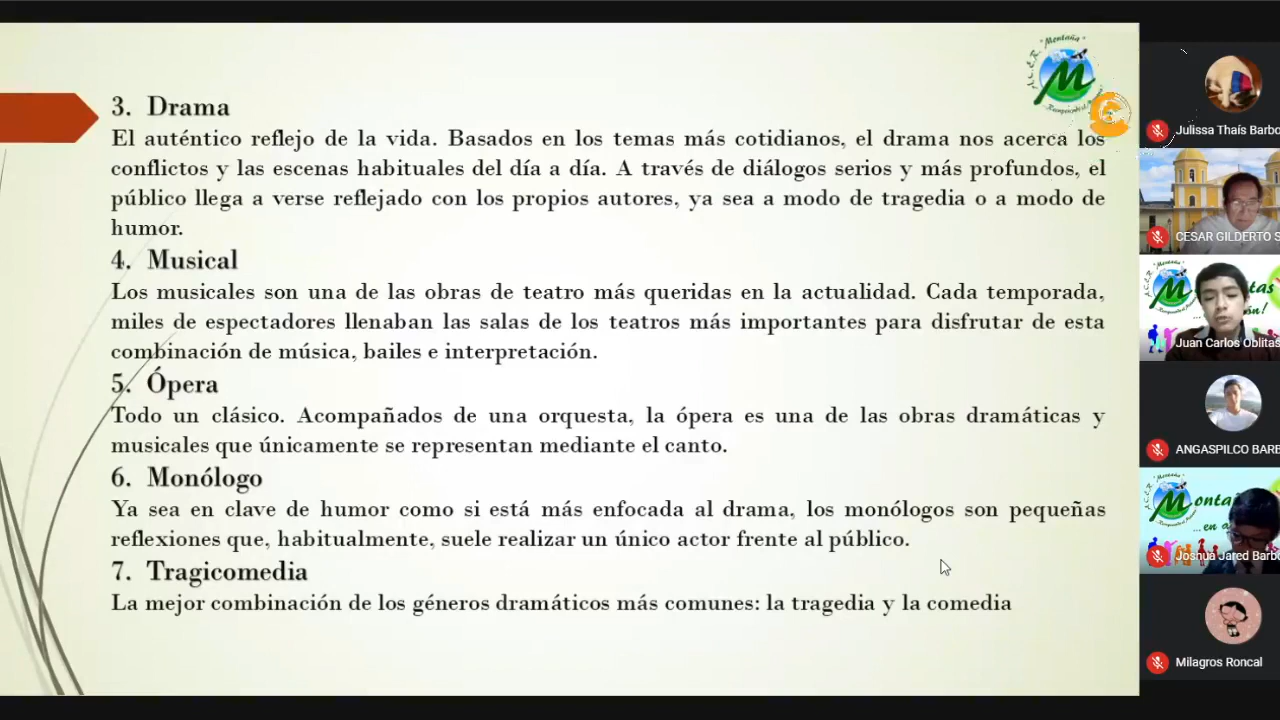 3. Drama
El auténtico reflejo de la vida. Basados en los temas más cotidianos, el drama nos acerca los
conflictos y las escenas habituales del día a día. A través de diálogos serios y más profundos, el
público llega a verse reflejado con los propios autores, ya sea a modo de tragedia o a modo de
humor.
4. Musical
Los musicales son una de las obras de teatro más queridas en la actualidad. Cada temporada,
miles de espectadores llenaban las salas de los teatros más importantes para disfrutar de esta
combinación de música, bailes e interpretación.
5. Ópera
Todo un clásico. Acompañados de una orquesta, la ópera es una de las obras dramáticas y
musicales que únicamente se representan mediante el canto.
6. Monólogo
Ya sea en clave de humor como si está más enfocada al drama, los monólogos son pequeñas
reflexiones que, habitualmente, suele realizar un único actor frente al público.
7. Tragicomedia
La mejor combinación de los géneros dramáticos más comunes: la tragedia y la comedia
Montaña
M
Julissa Thaís Barbo
CESAR GILDERTO S
Juan Carlos Oblitas
ANGASPILCO BARB
Joshua Jared Barbo
Milagros Roncal